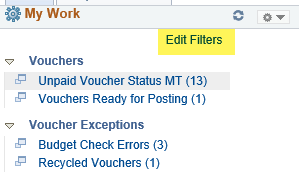 My Work
Edit Filters
Vouchers
Unpaid Voucher Status MT (13)
Vouchers Ready for Posting (1)
Voucher Exceptions
Budget Check Errors (3)
Recycled Vouchers (1)